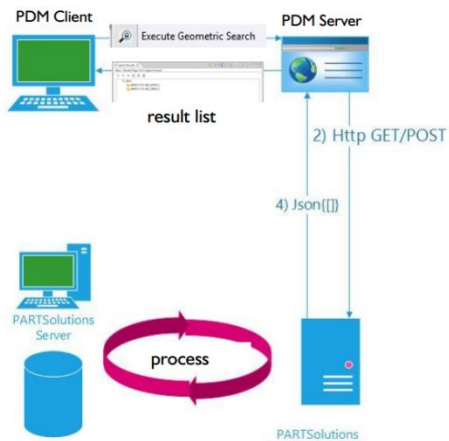 PDM Client
PDM Server
Execute Geometric Search
result list
2) Http GET/POST
4) Json{[]}
PARTSolutions
Server
process
PARTSolutions